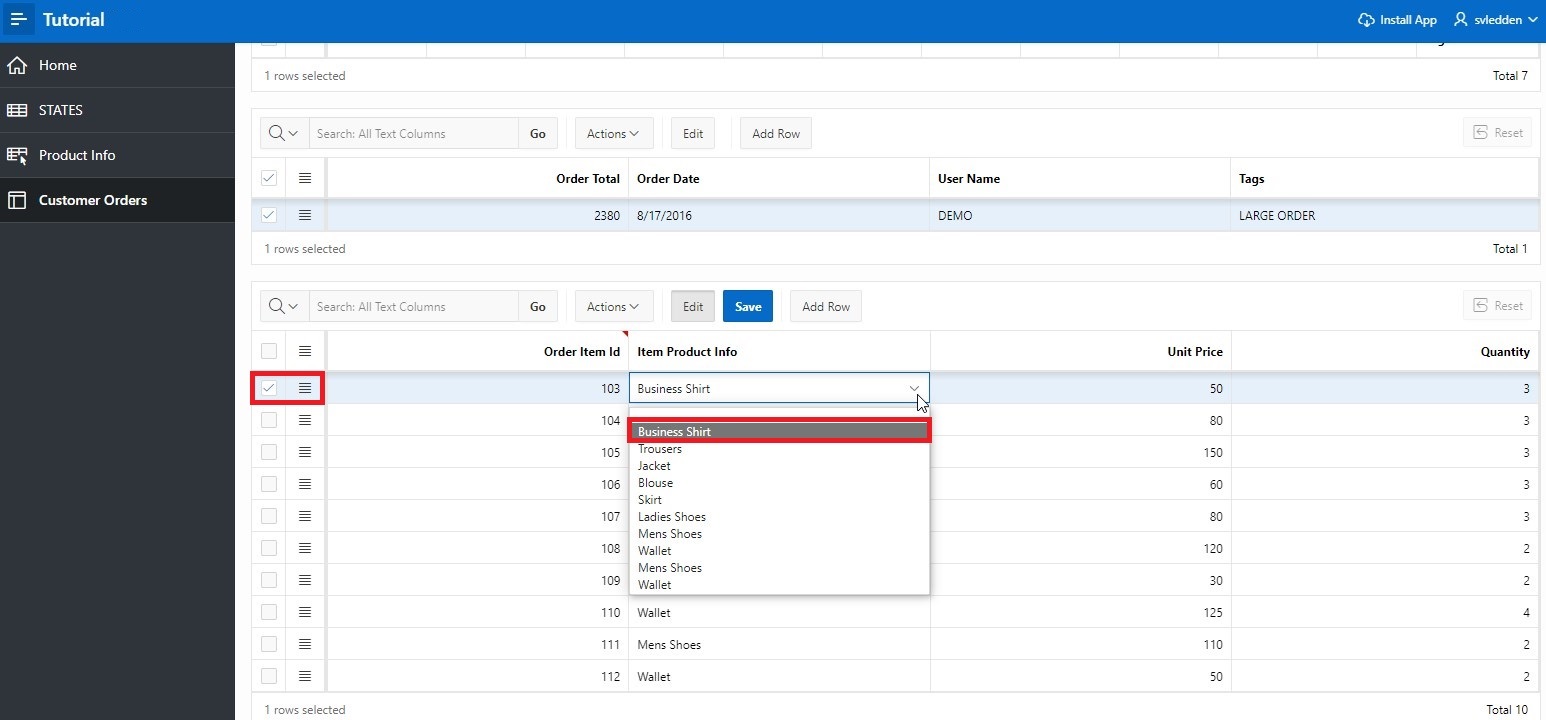 Tutorial
Install App
svledden
Home
STATES
Product Info
Customer Orders
1 rows selected
Total 7
Search: All Text Columns
Go
Actions
Edit
Add Row
Reset
Order Total
Order Date
User Name
Tags
2380
8/17/2016
DEMO
LARGE ORDER
1 rows selected
Total 1
Search: All Text Columns
Go
Actions
Edit
Save
Add Row
Reset
Order Item Id
Item Product Info
Unit Price
Quantity
103
Business Shirt
50
3
104
80
3
105
150
3
106
60
3
107
80
3
108
120
2
109
30
2
Business Shirt
Trousers
Jacket
Blouse
Skirt
Ladies Shoes
Mens Shoes
Wallet
Mens Shoes
Wallet
110
Wallet
125
4
111
Mens Shoes
110
2
112
Wallet
50
2
1 rows selected
Total 10